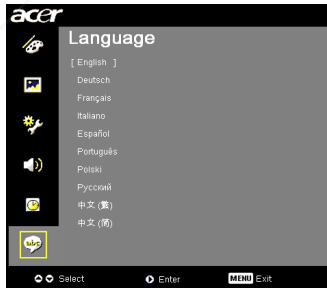 acer
Language
[ English ]
Deutsch
Français
Italiano
Español
Português
Polski
Русский
中文 (繁)
中文 (简)
abc
Select Enter MENU Exit